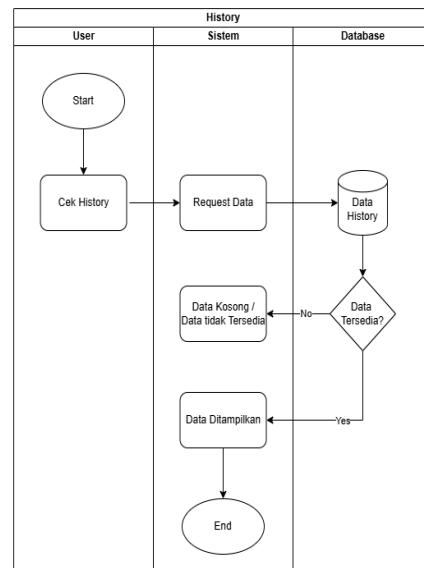 History
User
Sistem
Database
Start
Cek History
Request Data
Data
History
Data Kosong /
Data tidak Tersedia
No
Data
Tersedia?
Data Ditampilkan
Yes
End